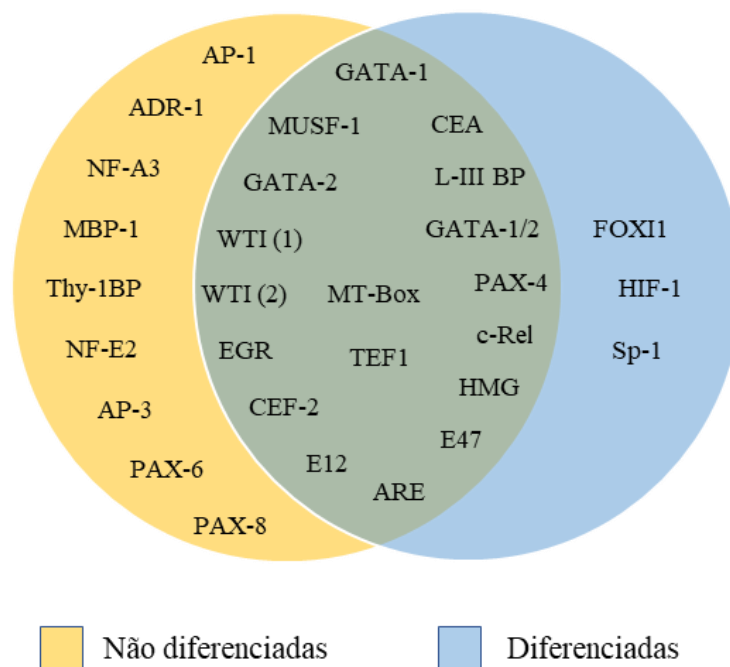 AP-1
ADR-1
NF-A3
MBP-1
Thy-1BP
NF-E2
AP-3
PAX-6
PAX-8
GATA-1
MUSF-1
CEA
GATA-2
L-III BP
WTI (1)
GATA-1/2
WTI (2)
MT-Box
PAX-4
EGR
TEF1
c-Rel
CEF-2
HMG
E12
E47
ARE
FOXI1
HIF-1
Sp-1
Não diferenciadas
Diferenciadas